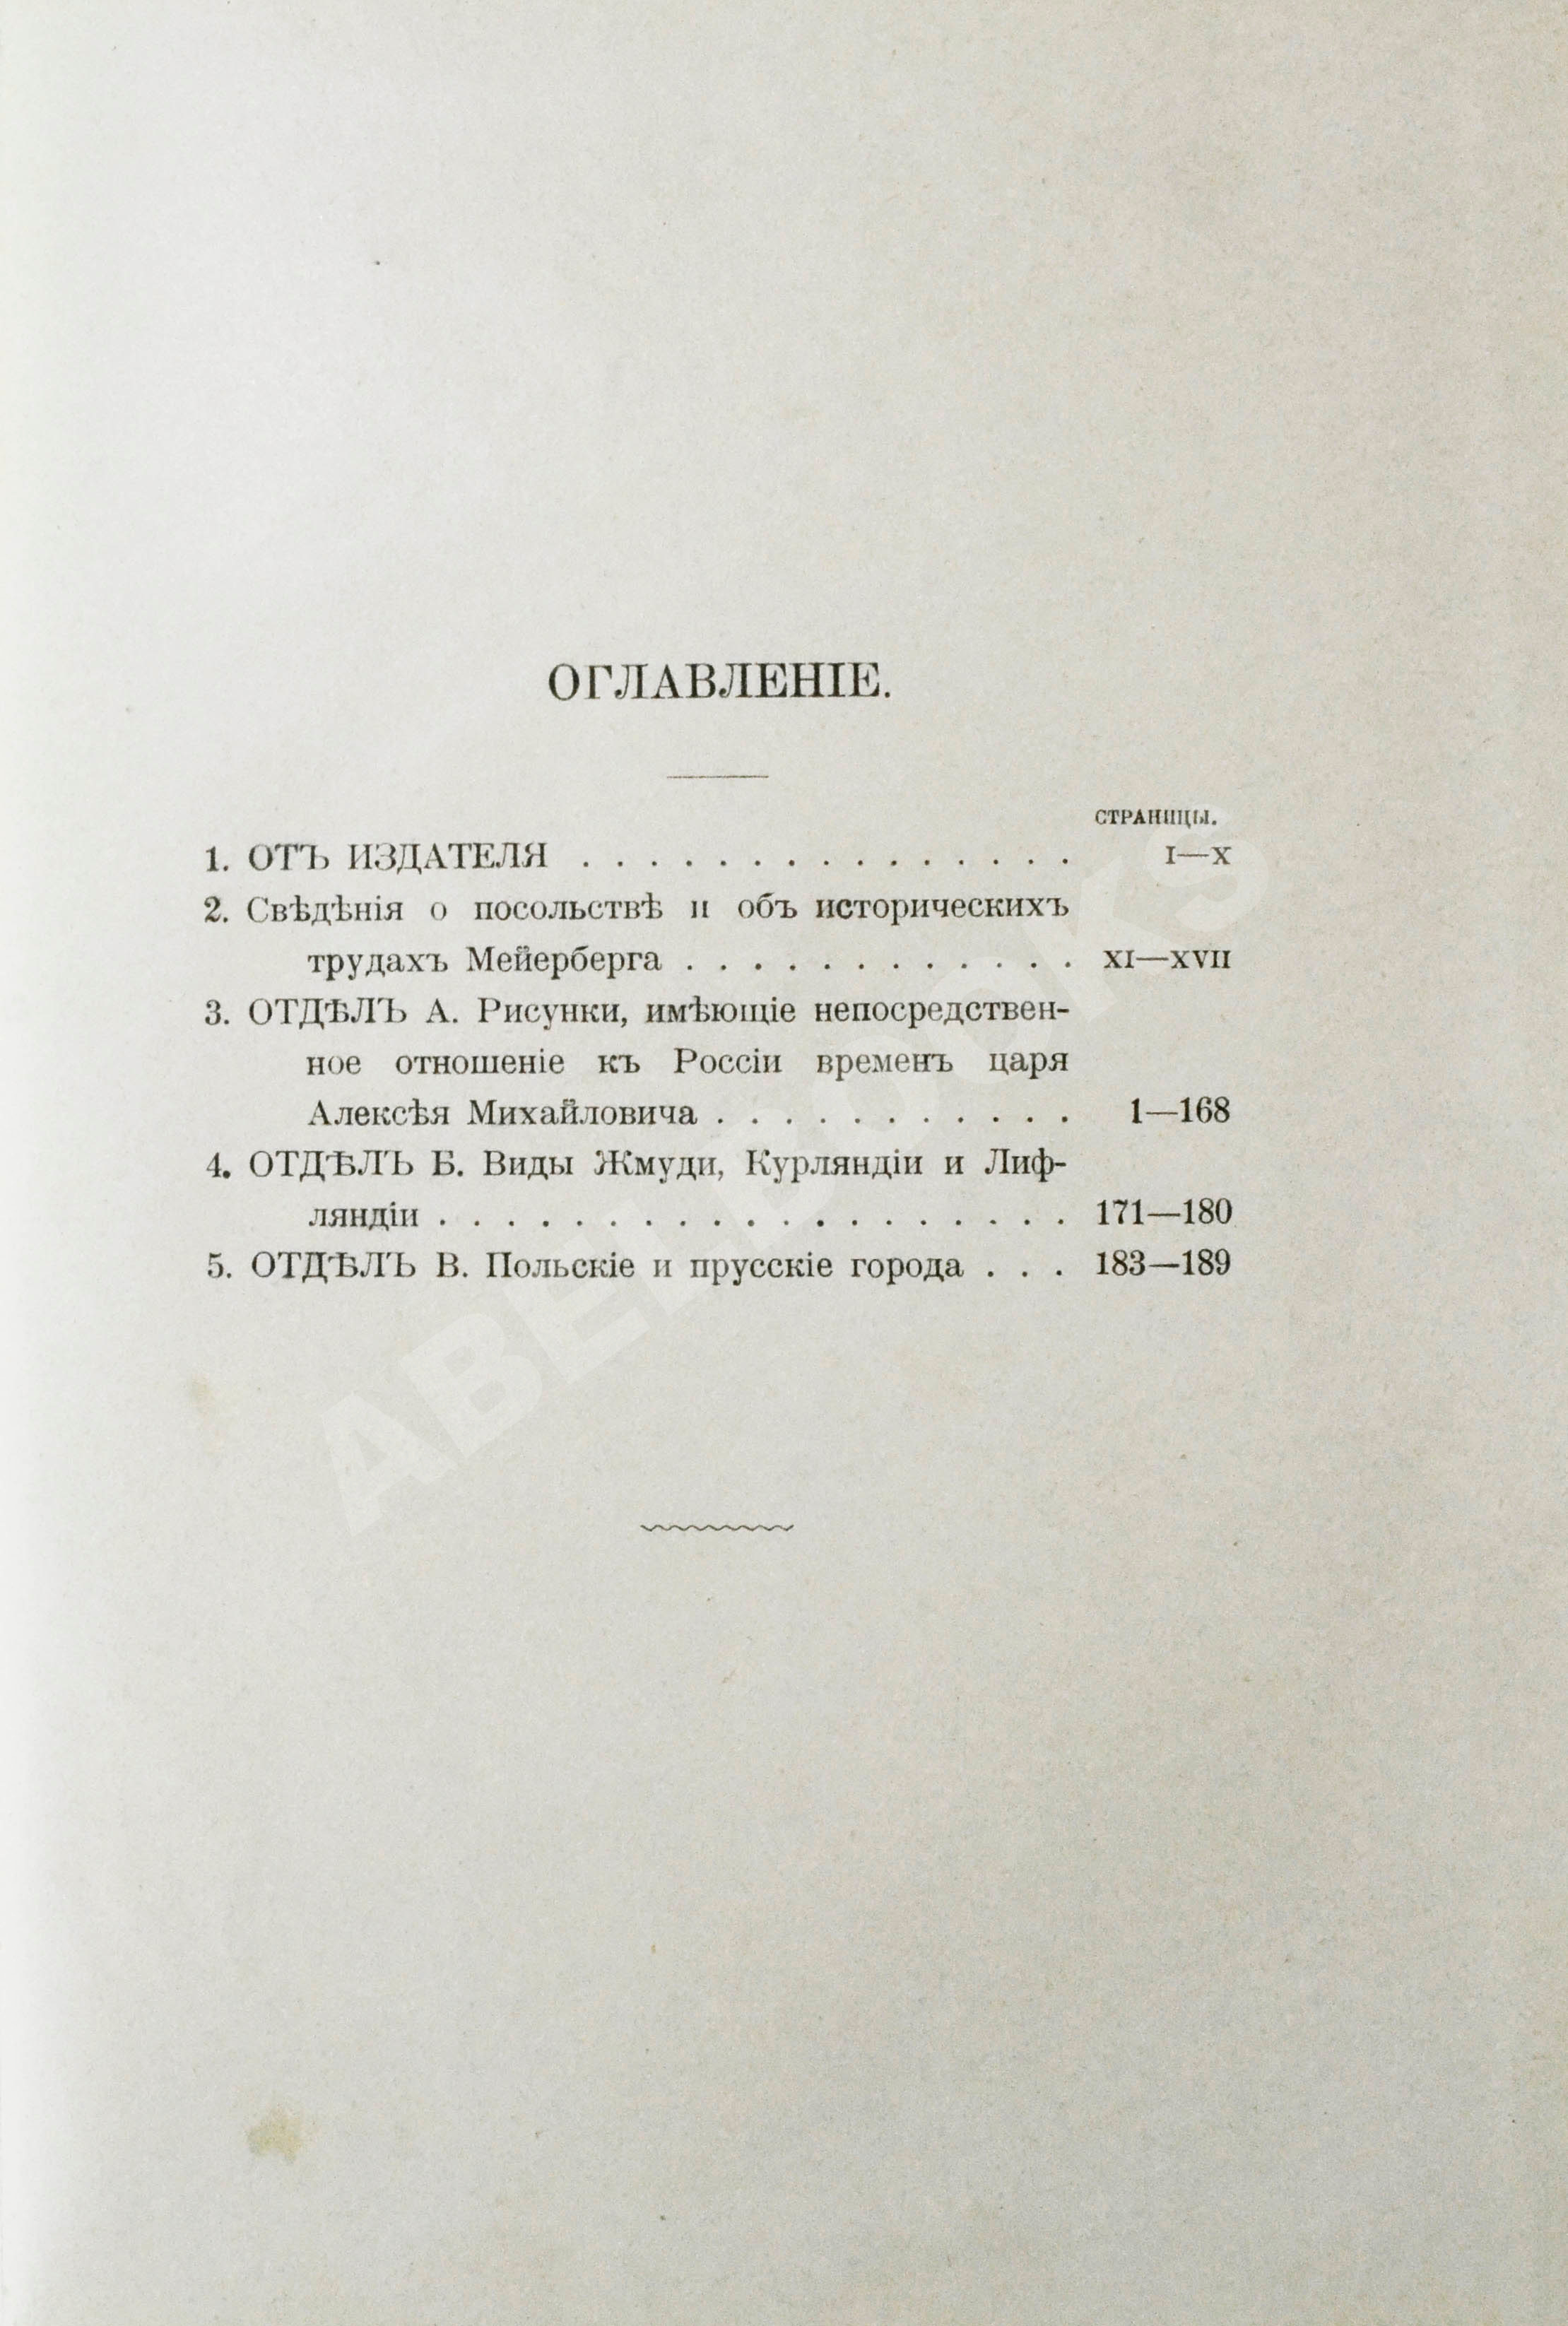 ОГЛАВЛЕНІЕ.
СТРАНИЦЫ.
1. ОТЪ ИЗДАТЕЛЯ . . . . . . . . . . . . . . . I—X
2. Свѣдѣнія о посольствѣ и объ историческихъ
трудахъ Мейерберга . . . . . . . . . . . . XI—XVII
3. ОТДѢЛЪ А. Рисунки, имѣющіе непосредствен-
ное отношеніе къ Россіи временъ царя
Алексѣя Михайловича . . . . . . . . . . . 1—168
4. ОТДѢЛЪ Б. Виды Жмуди, Курляндіи и Лиф-
ляндіи . . . . . . . . . . . . . . . . . . . 171—180
5. ОТДѢЛЪ В. Польскіе и прусскіе города . . . 183—189